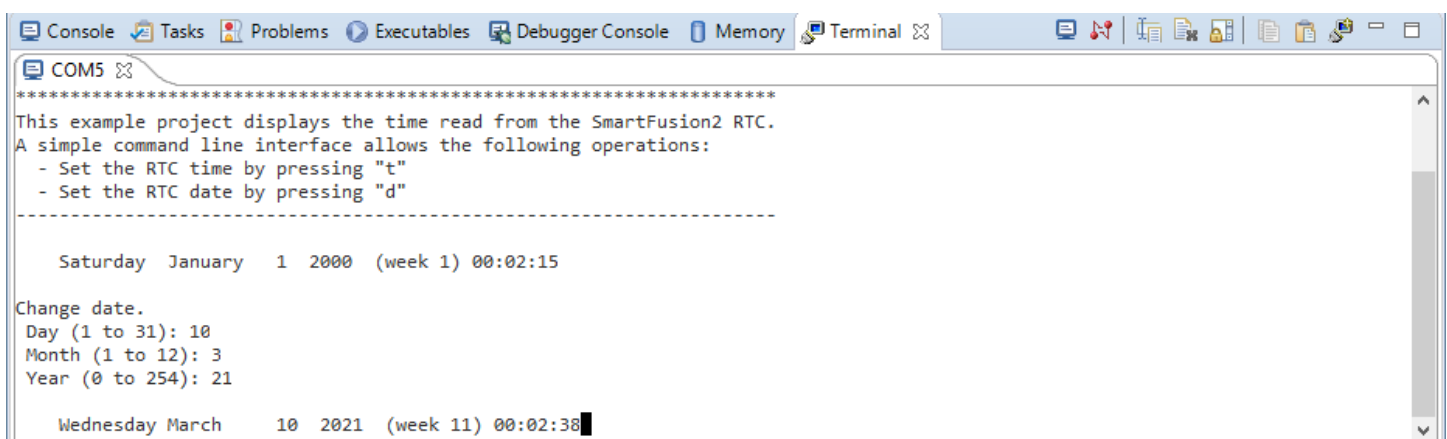 Console Tasks Problems Executables Debugger Console Memory Terminal
COM5
***********************************************************************
This example project displays the time read from the SmartFusion2 RTC.
A simple command line interface allows the following operations:
  - Set the RTC time by pressing "t"
  - Set the RTC date by pressing "d"
-----------------------------------------------------------------------
    Saturday  January   1  2000  (week 1) 00:02:15
Change date.
 Day (1 to 31): 10
 Month (1 to 12): 3
 Year (0 to 254): 21
    Wednesday March     10  2021  (week 11) 00:02:38